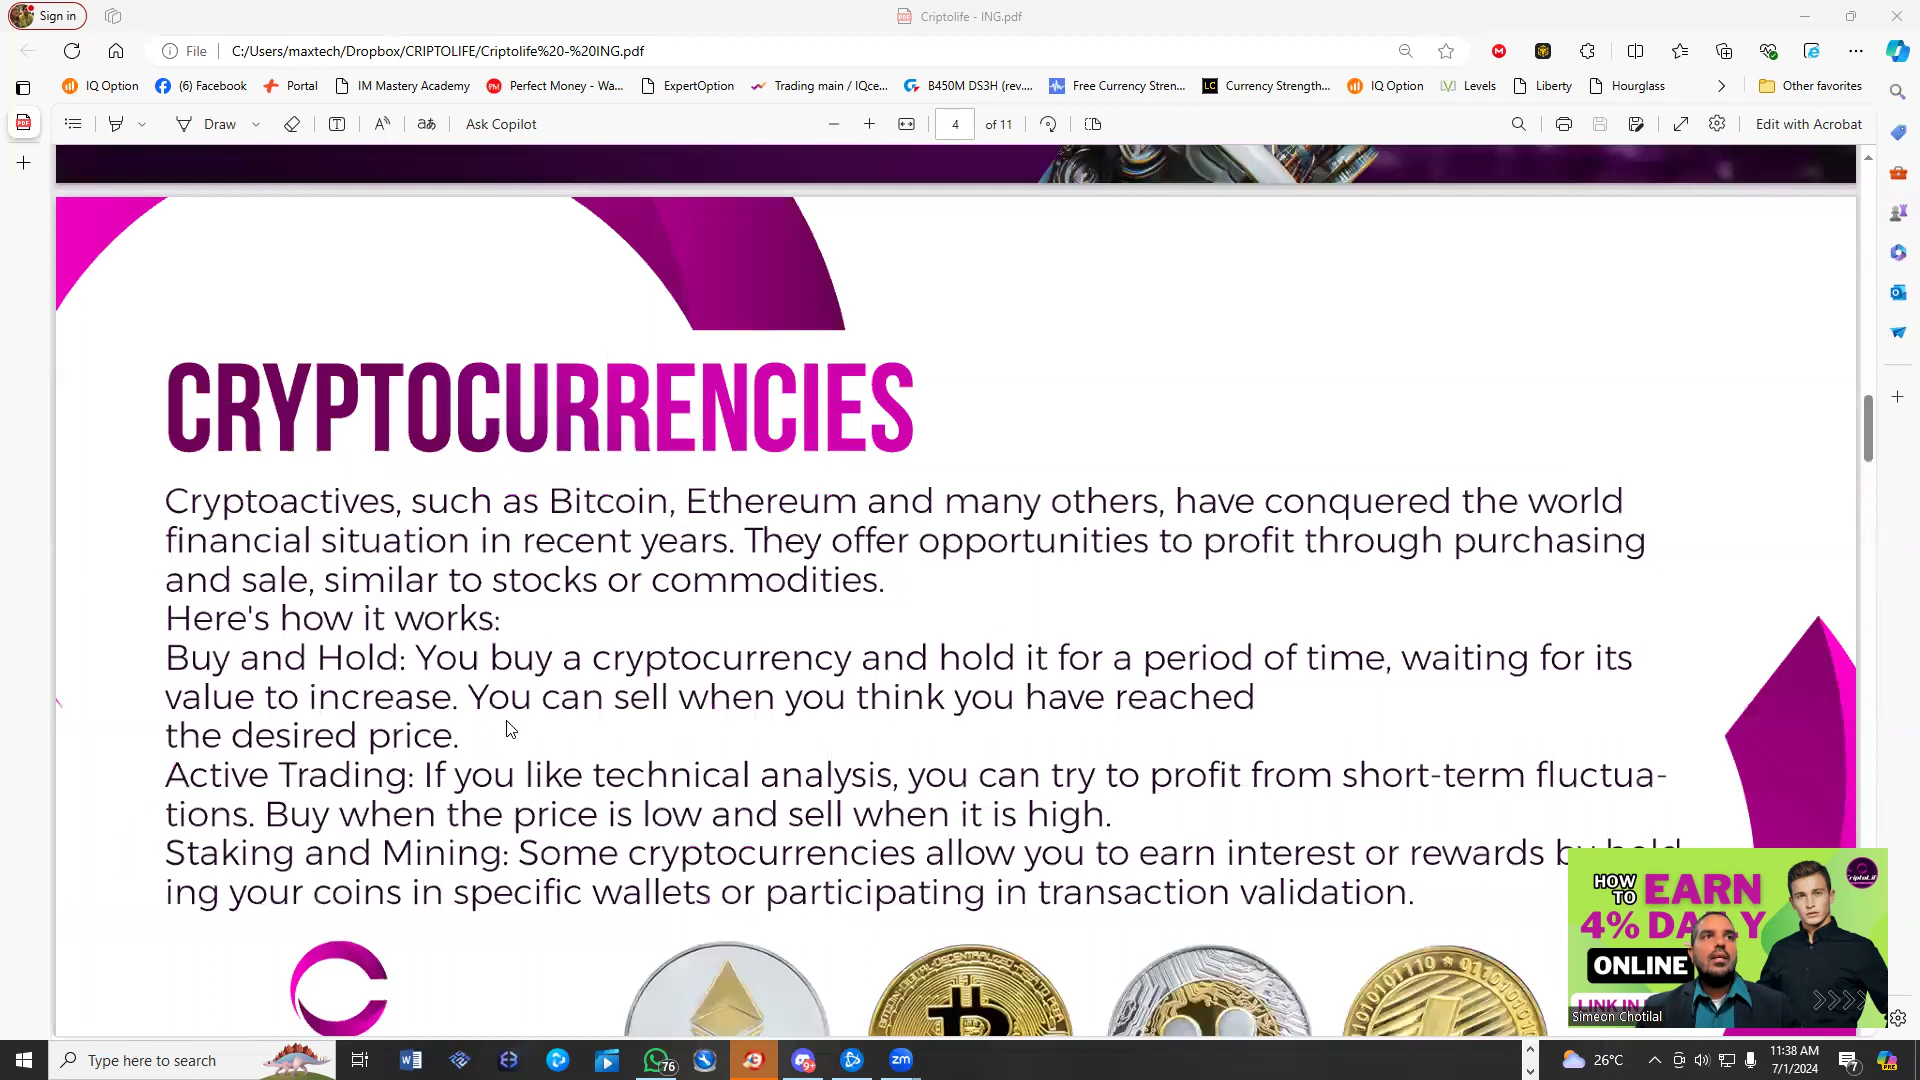 Sign in
Criptolife - ING.pdf
File
C:/Users/maxtech/Dropbox/CRIPTOLIFE/Criptolife%20-%20ING.pdf
IQ Option
(6) Facebook
Portal
IM Mastery Academy
Perfect Money - Wa...
ExpertOption
Trading main / IQce...
B450M DS3H (rev....
Free Currency Stren...
Currency Strength...
IQ Option
Levels
Liberty
Hourglass
Other favorites
Draw
Ask Copilot
4
of 11
Edit with Acrobat
CRYPTOCURRENCIES
Cryptoactives, such as Bitcoin, Ethereum and many others, have conquered the world
financial situation in recent years. They offer opportunities to profit through purchasing
and sale, similar to stocks or commodities.
Here's how it works:
Buy and Hold: You buy a cryptocurrency and hold it for a period of time, waiting for its
value to increase. You can sell when you think you have reached
the desired price.
Active Trading: If you like technical analysis, you can try to profit from short-term fluctua-
tions. Buy when the price is low and sell when it is high.
Staking and Mining: Some cryptocurrencies allow you to earn interest or rewards by hold
ing your coins in specific wallets or participating in transaction validation.
HOW
TO
EARN
4% DAILY
ONLINE
LINK IN
Simeon Chotilal
Type here to search
76
9+
zm
26°C
11:38 AM
7/1/2024
7